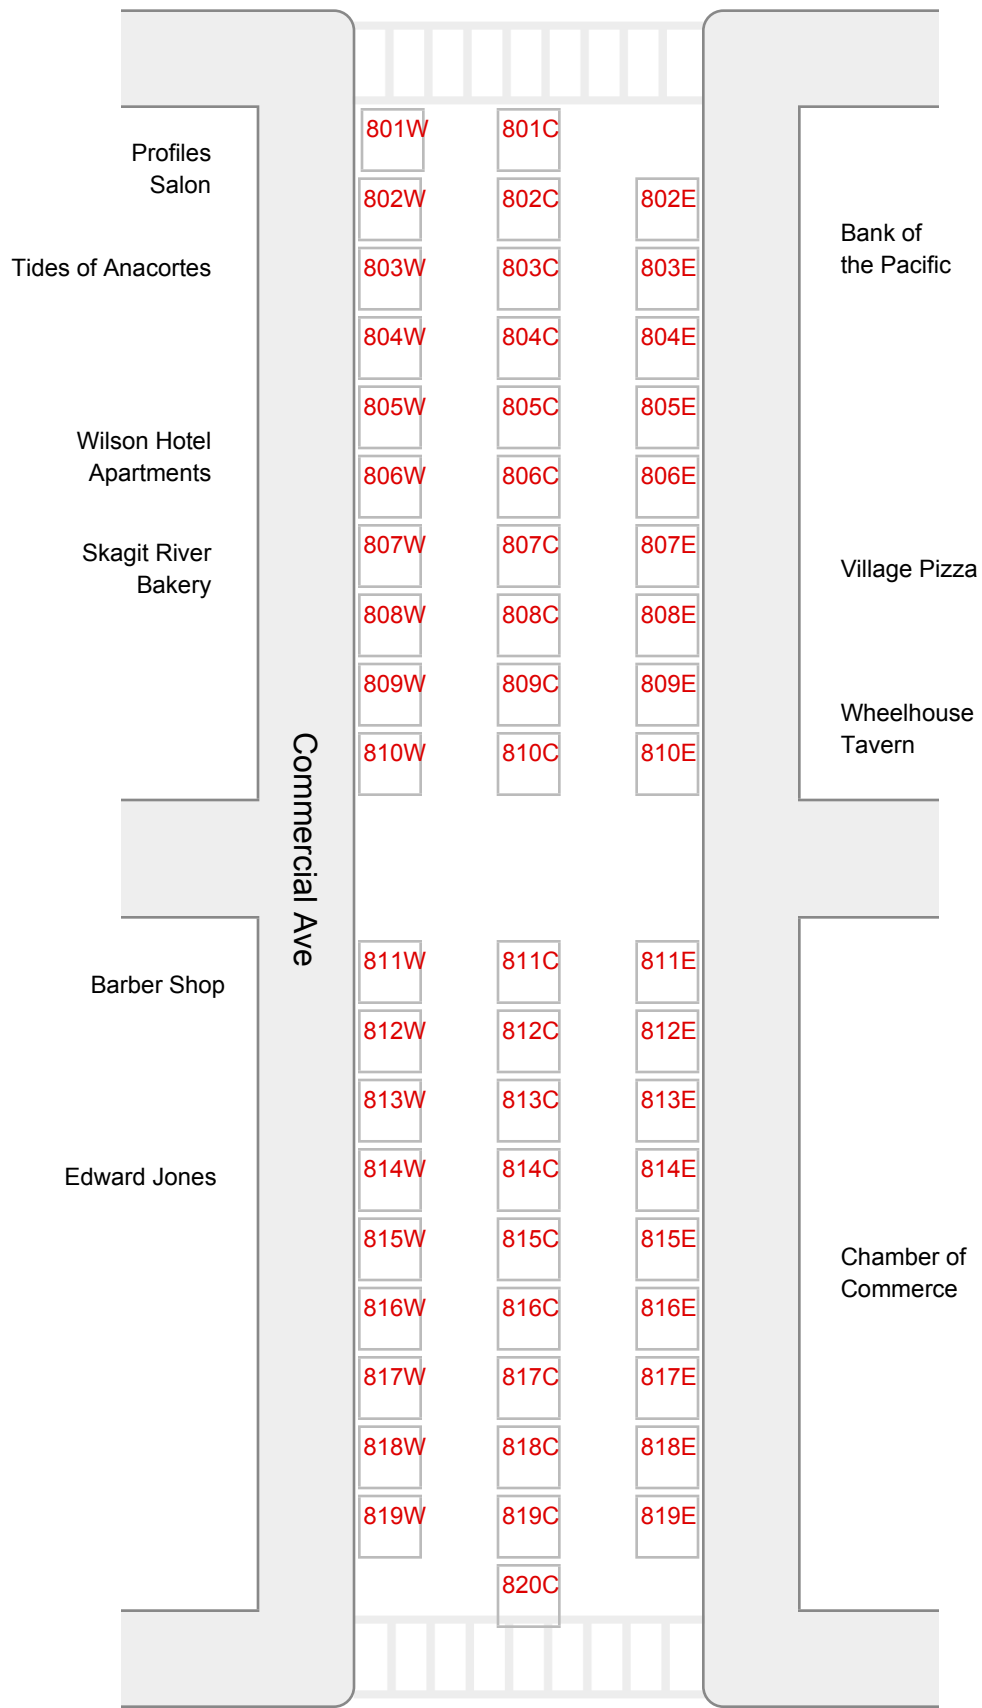 801W 801C
Profiles
Salon
802W 802C 802E
Bank of
the Pacific
Tides of Anacortes
803W 803C 803E
804W 804C 804E
805W 805C 805E
Wilson Hotel
Apartments
806W 806C 806E
Skagit River
Bakery
807W 807C 807E
Village Pizza
808W 808C 808E
809W 809C 809E
Wheelhouse
Tavern
810W 810C 810E
Commercial Ave
811W 811C 811E
Barber Shop
812W 812C 812E
813W 813C 813E
814W 814C 814E
Edward Jones
815W 815C 815E
Chamber of
Commerce
816W 816C 816E
817W 817C 817E
818W 818C 818E
819W 819C 819E
820C